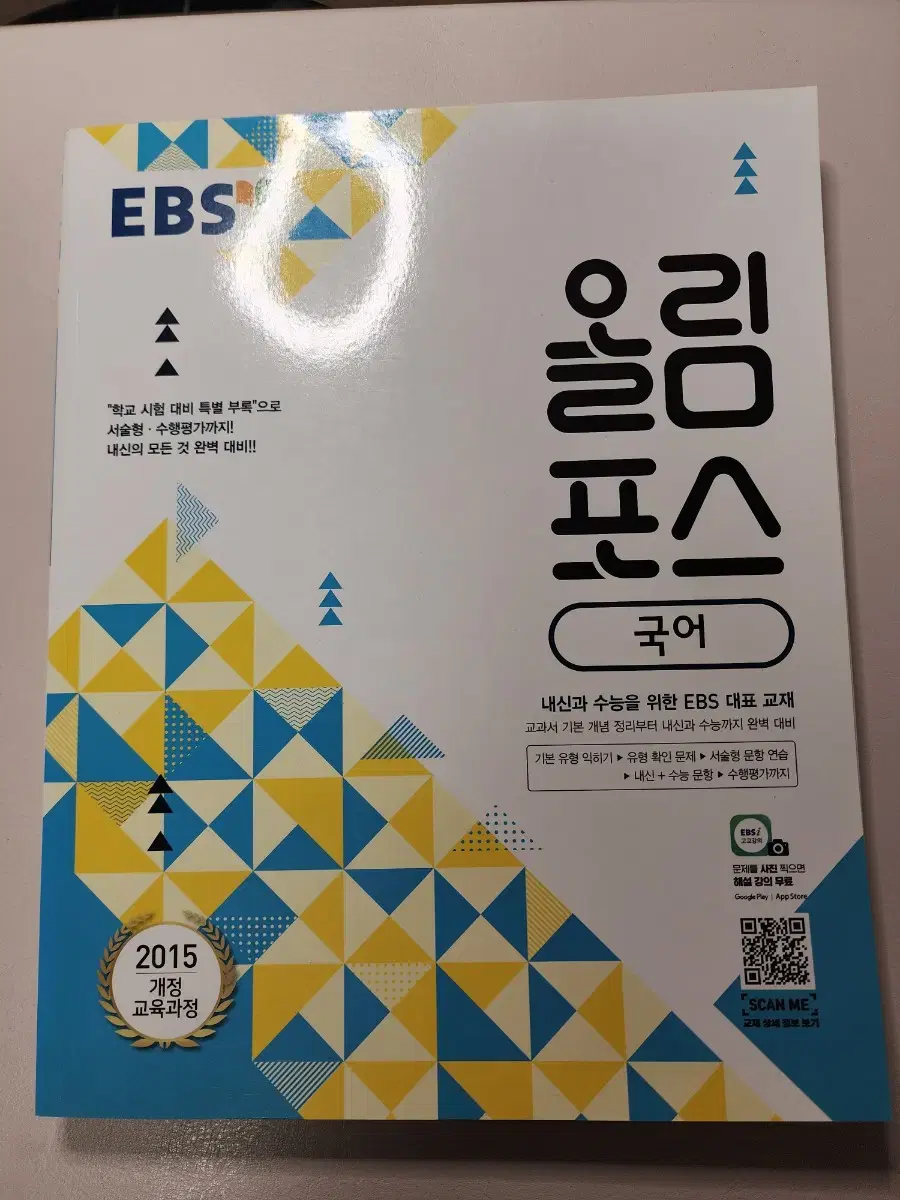 EBS
"학교 시험 대비 특별 부록"으로
서술형 · 수행평가까지!
내신의 모든 것 완벽 대비!!
올림
포스
국어
내신과 수능을 위한 EBS 대표 교재
교과서 기본 개념 정리부터 내신과 수능까지 완벽 대비
기본 유형 익히기 ▶ 유형 확인 문제 ▶ 서술형 문항 연습
▶ 내신 + 수능 문항 ▶ 수행평가까지
EBS i
고교강의
문제를 사진 찍으면
해설 강의 무료
Google Play | App Store
SCAN ME
교재 상세 정보 보기
2015
개정
교육과정